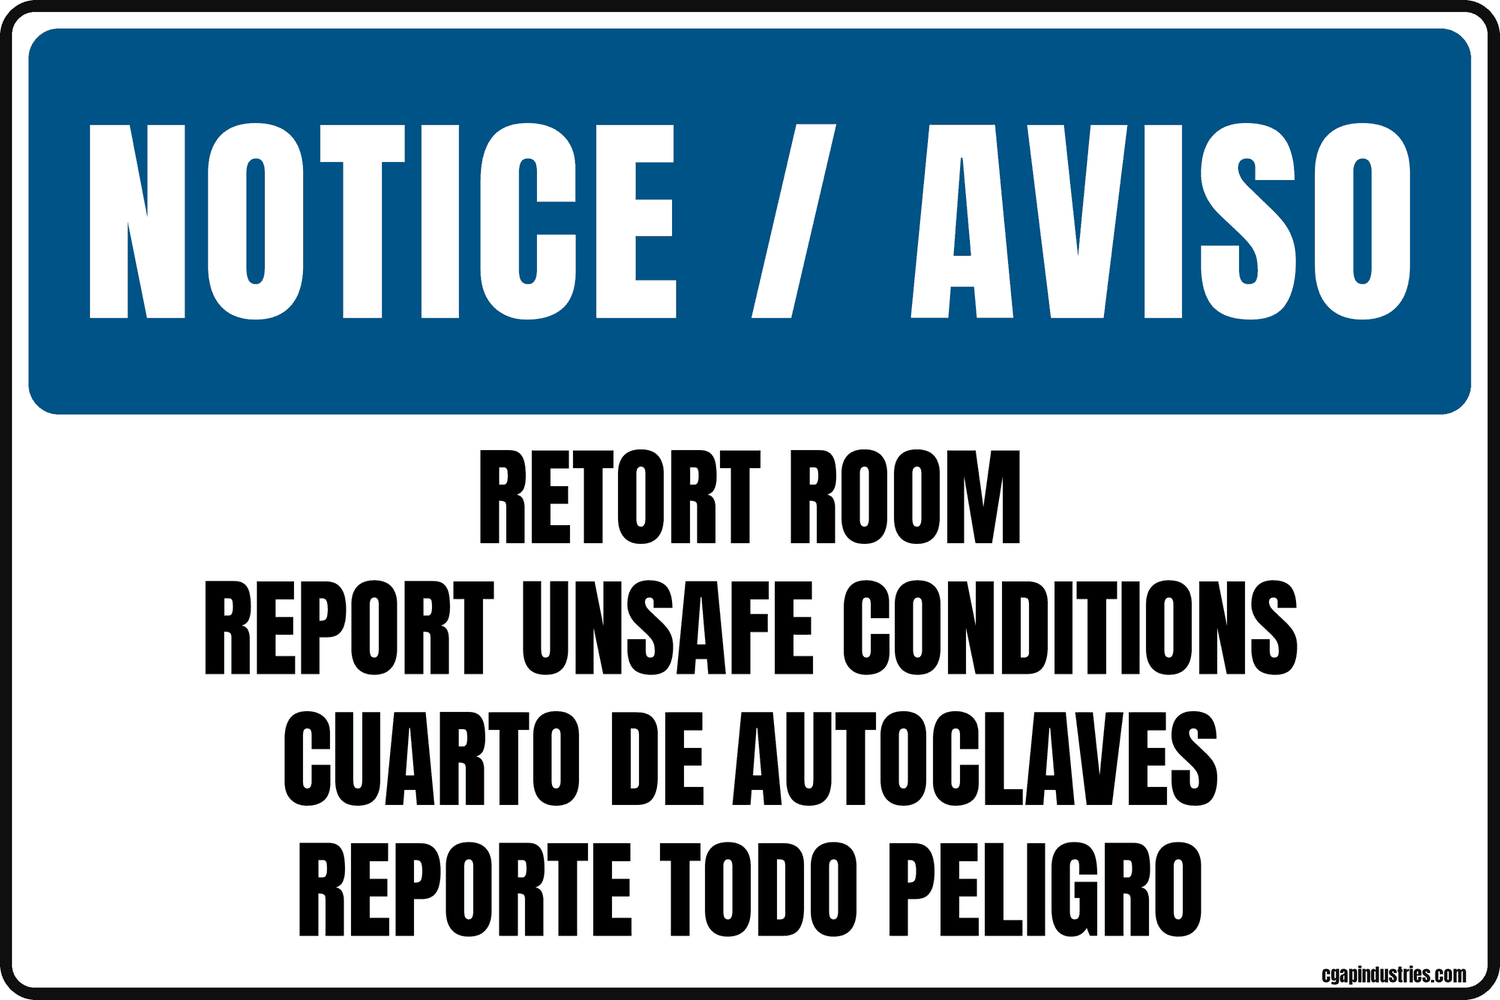 NOTICE / AVISO
RETORT ROOM
REPORT UNSAFE CONDITIONS
CUARTO DE AUTOCLAVES
REPORTE TODO PELIGRO
cgapindustries.com